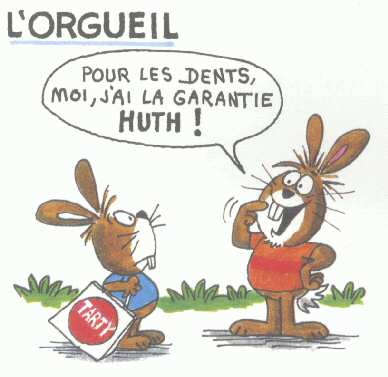 L'ORGUEIL
POUR LES DENTS,
MOI, J'AI LA GARANTIE
HUTH !
TARTY